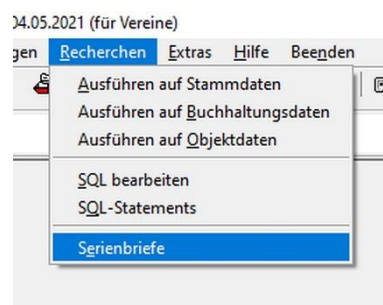 04.05.2021 (für Vereine)
gen Recherchen Extras Hilfe Beenden
Ausführen auf Stammdaten
Ausführen auf Buchhaltungsdaten
Ausführen auf Objektdaten
SQL bearbeiten
SQL-Statements
Serienbriefe